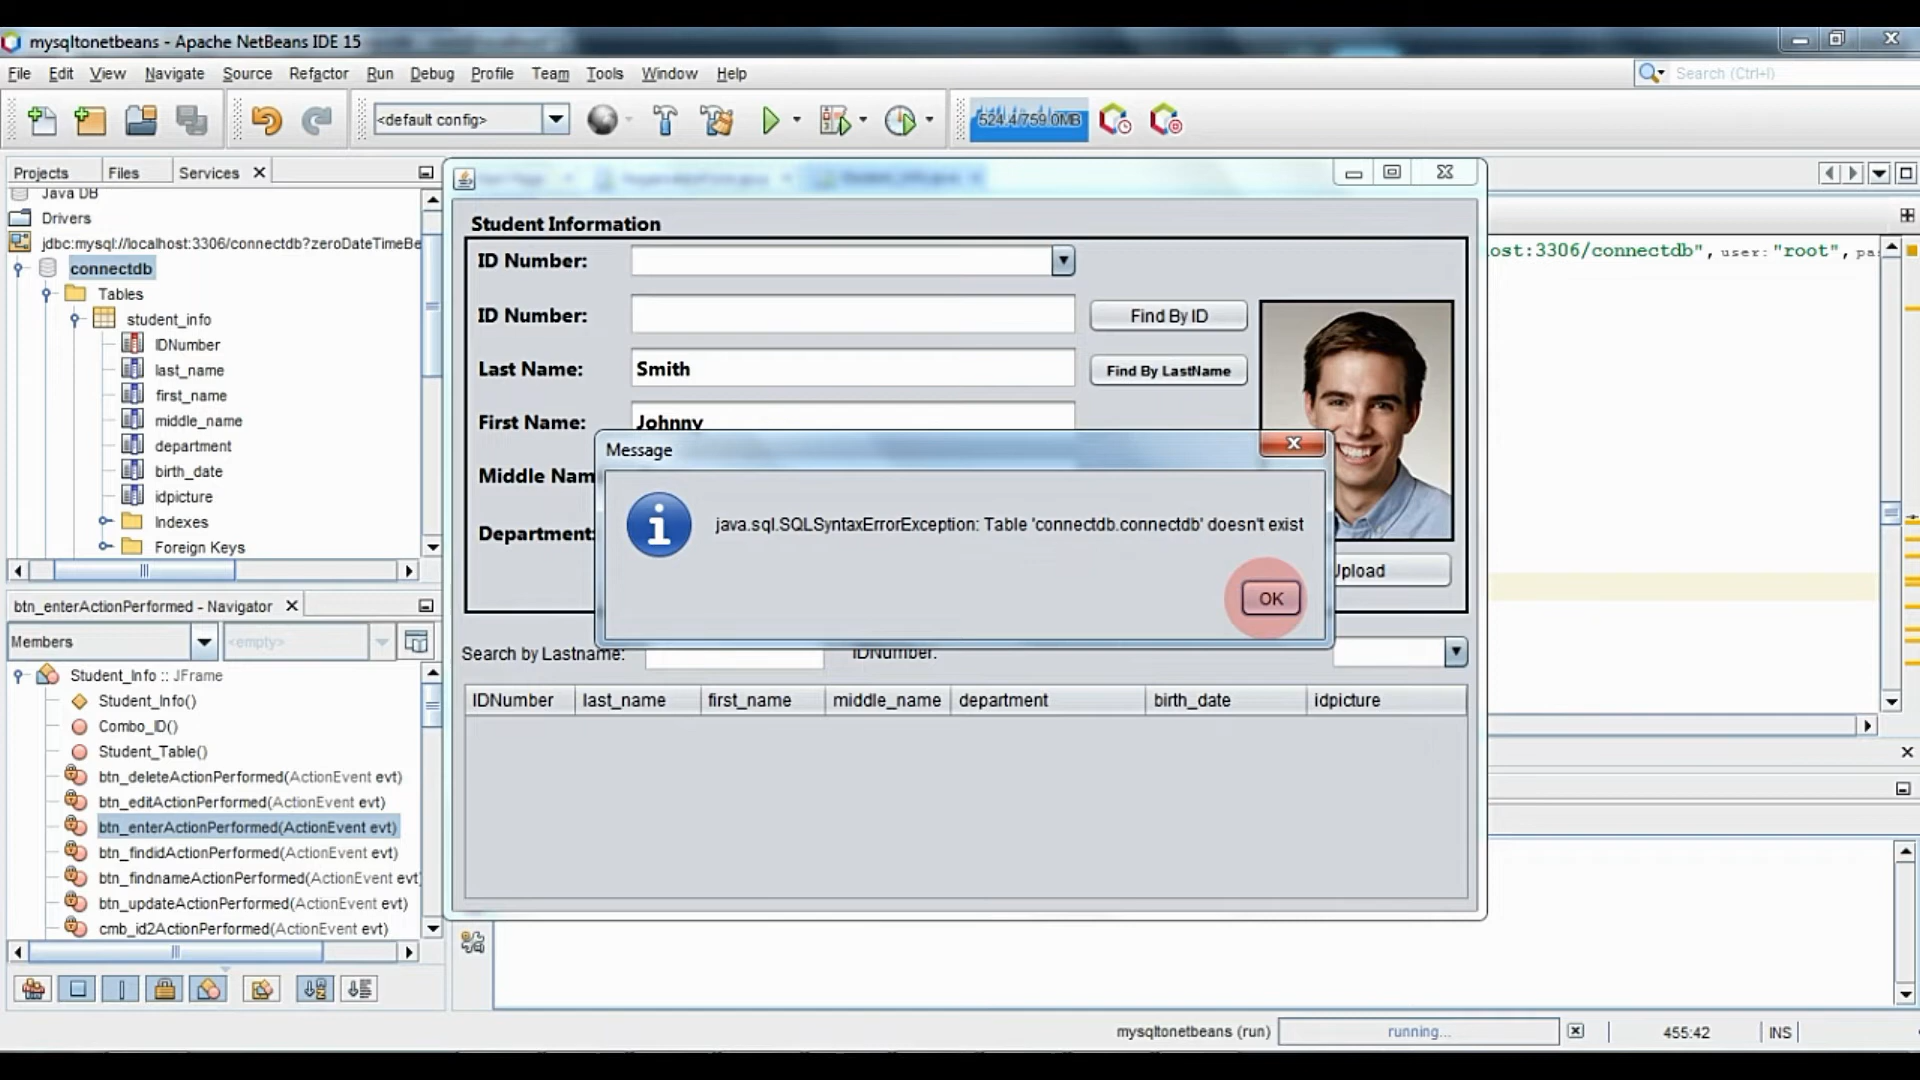 mysqltonetbeans - Apache NetBeans IDE 15
File Edit View Navigate Source Refactor Run Debug Profile Team Tools Window Help
Search (Ctrl+I)
<default config>
524.4/759.0MB
Projects Files Services
Java DB
Drivers
jdbc:mysql://localhost:3306/connectdb?zeroDateTimeBe
connectdb
Tables
student_info
IDNumber
last_name
first_name
middle_name
department
birth_date
idpicture
Indexes
Foreign Keys
btn_enterActionPerformed - Navigator
Members
<empty>
Student_Info :: JFrame
Student_Info()
Combo_ID()
Student_Table()
btn_deleteActionPerformed(ActionEvent evt)
btn_editActionPerformed(ActionEvent evt)
btn_enterActionPerformed(ActionEvent evt)
btn_findidActionPerformed(ActionEvent evt)
btn_findnameActionPerformed(ActionEvent evt
btn_updateActionPerformed(ActionEvent evt)
cmb_id2ActionPerformed(ActionEvent evt)
Student Information
ID Number:
ID Number:
Find By ID
Last Name:
Smith
Find By LastName
First Name:
Johnny
Middle Nam
Department:
Upload
Message
java.sql.SQLSyntaxErrorException: Table 'connectdb.connectdb' doesn't exist
OK
Search by Lastname:
IDNumber:
IDNumber last_name first_name middle_name department birth_date idpicture
ost:3306/connectdb", user:"root", pa
mysqltonetbeans (run)
running...
455:42
INS